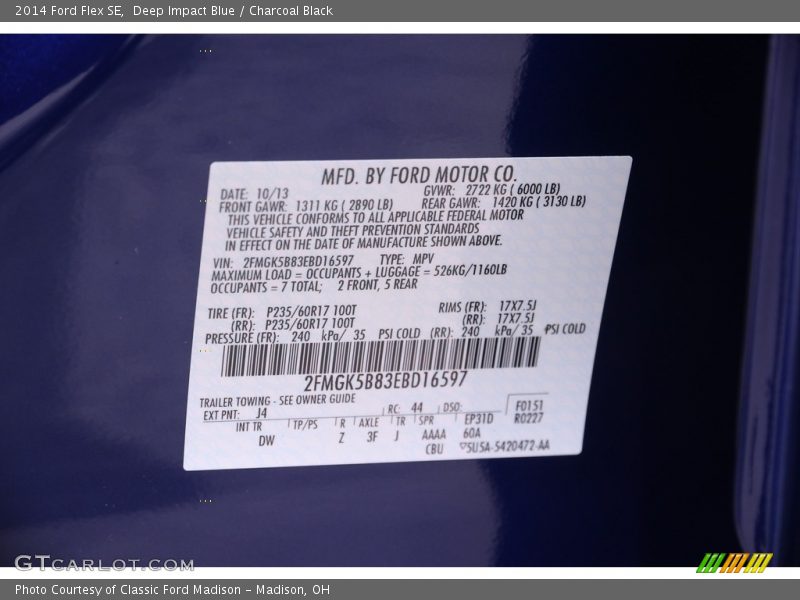 2014 Ford Flex SE, Deep Impact Blue / Charcoal Black
MFD. BY FORD MOTOR CO.
DATE: 10/13 GVWR: 2722 KG ( 6000 LB)
FRONT GAWR: 1311 KG ( 2890 LB) REAR GAWR: 1420 KG ( 3130 LB)
THIS VEHICLE CONFORMS TO ALL APPLICABLE FEDERAL MOTOR
VEHICLE SAFETY AND THEFT PREVENTION STANDARDS
IN EFFECT ON THE DATE OF MANUFACTURE SHOWN ABOVE.
VIN: 2FMGK5B83EBD16597 TYPE: MPV
MAXIMUM LOAD = OCCUPANTS + LUGGAGE = 526KG/1160LB
OCCUPANTS = 7 TOTAL; 2 FRONT, 5 REAR
TIRE (FR): P235/60R17 100T RIMS (FR): 17X7.5J
(RR): P235/60R17 100T (RR): 17X7.5J
PRESSURE (FR): 240 kPa/ 35 PSI COLD (RR): 240 kPa/ 35 PSI COLD
2FMGK5B83EBD16597
TRAILER TOWING - SEE OWNER GUIDE
EXT PNT: J4 RC: 44 DSO: F0151
INT TR TP/PS R AXLE TR SPR EP31D R0227
DW Z 3F J AAAA 60A
CBU SUSA-5420472-AA
GTCARLOT.COM
Photo Courtesy of Classic Ford Madison - Madison, OH